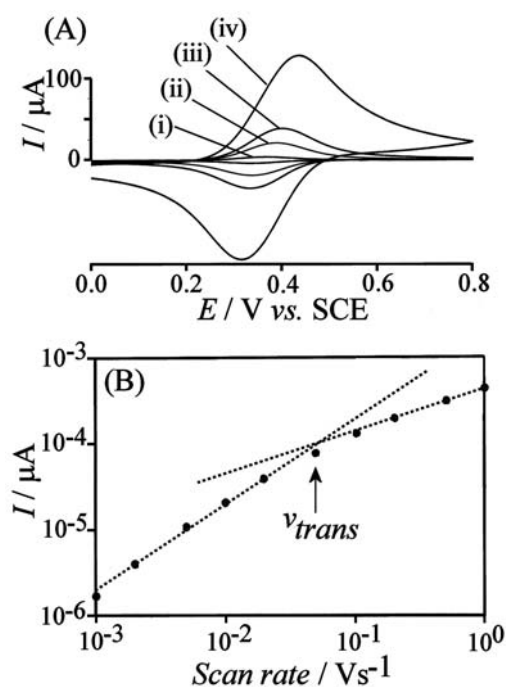 (A)
(iv)
(iii)
(ii)
(i)
100
0
I / μA
0.0 0.2 0.4 0.6 0.8
E / V vs. SCE
(B)
10-3
10-4
10-5
10-6
I / μA
vtrans
10-3 10-2 10-1 100
Scan rate / Vs-1